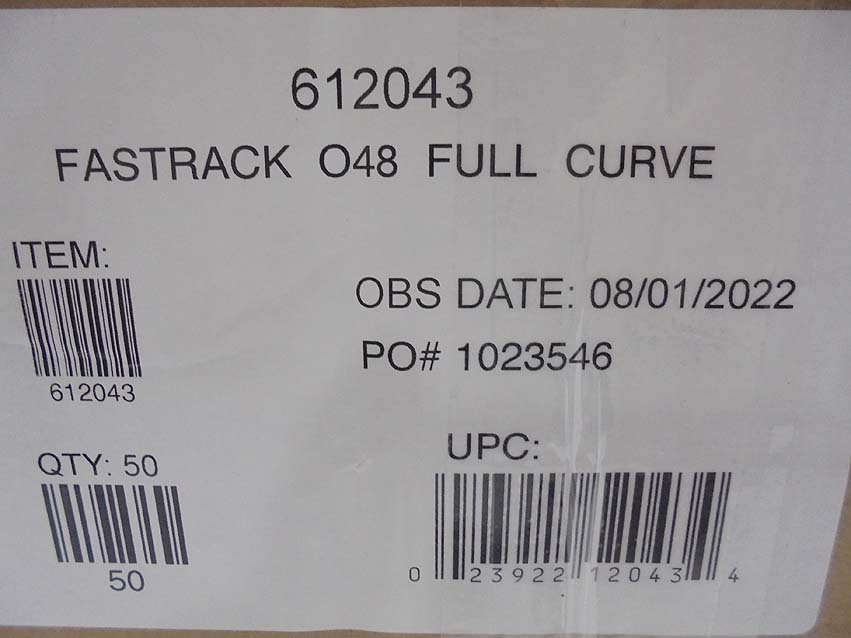 612043
FASTRACK O48 FULL CURVE
ITEM:
612043
OBS DATE: 08/01/2022
PO# 1023546
QTY: 50
50
UPC:
0 23922 12043 4